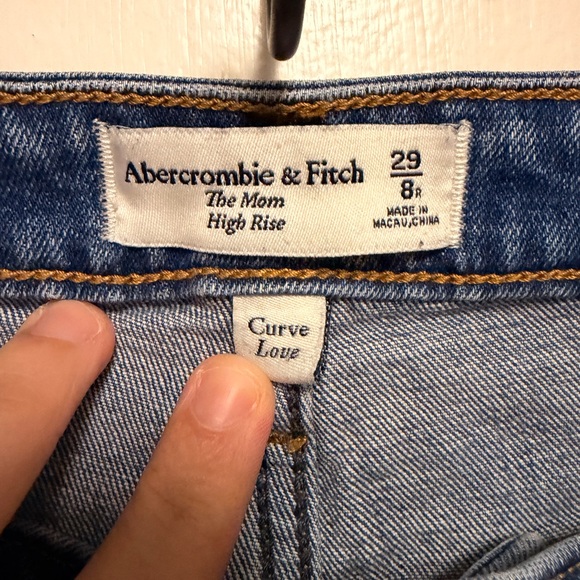 Abercrombie & Fitch
The Mom
High Rise
29
8R
MADE IN
MACAU,CHINA
Curve
Love